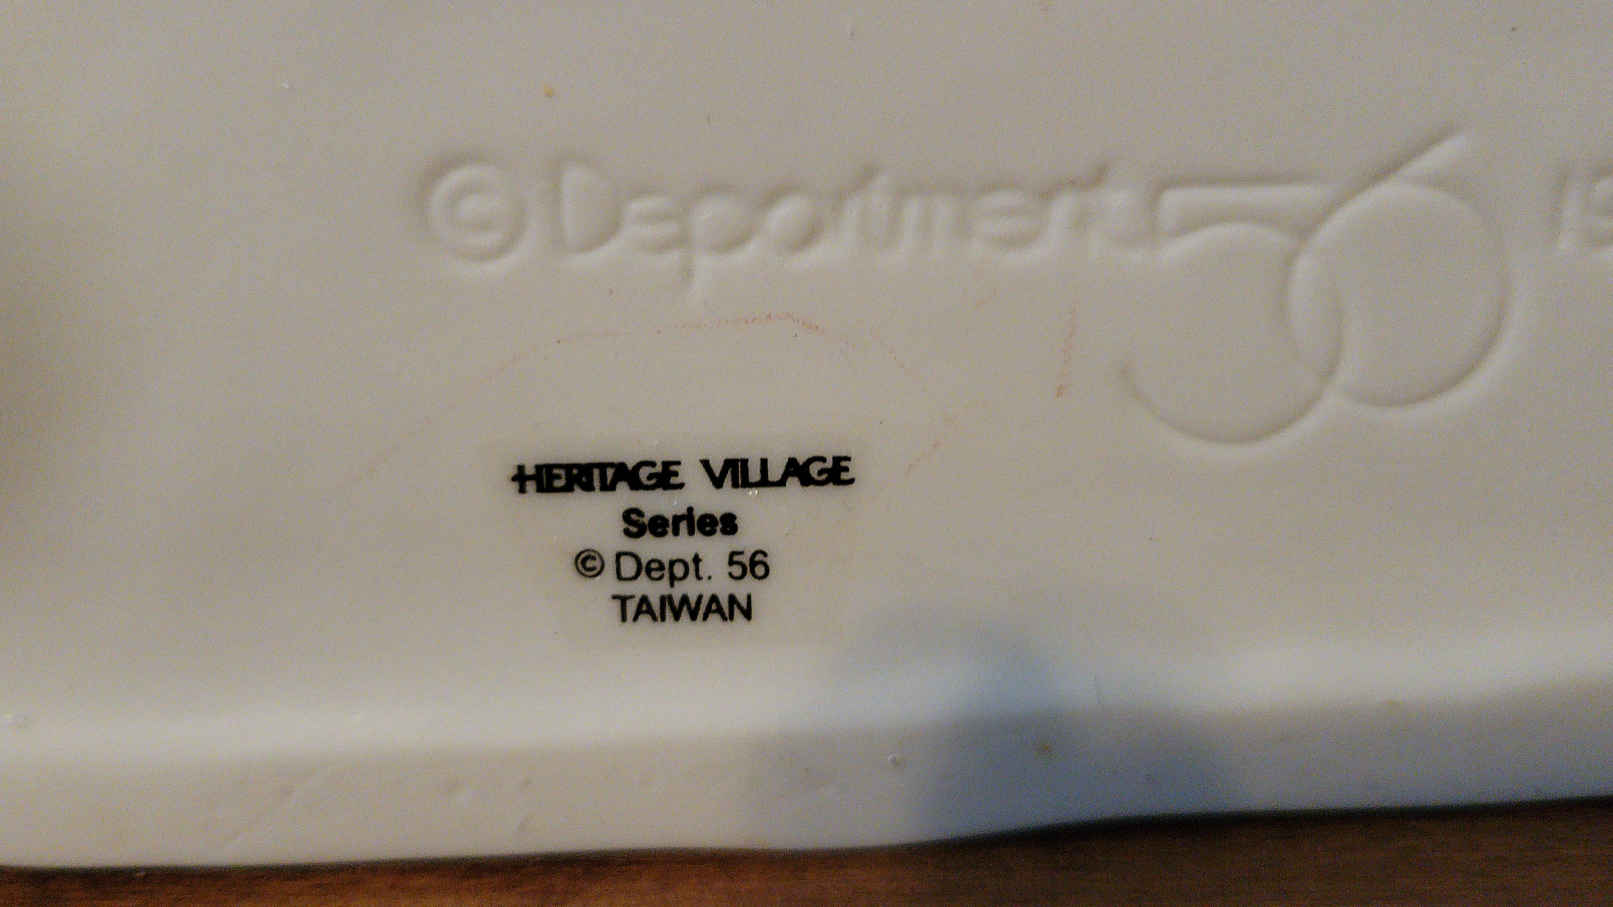 © Department 56
HERITAGE VILLAGE
Series
© Dept. 56
TAIWAN